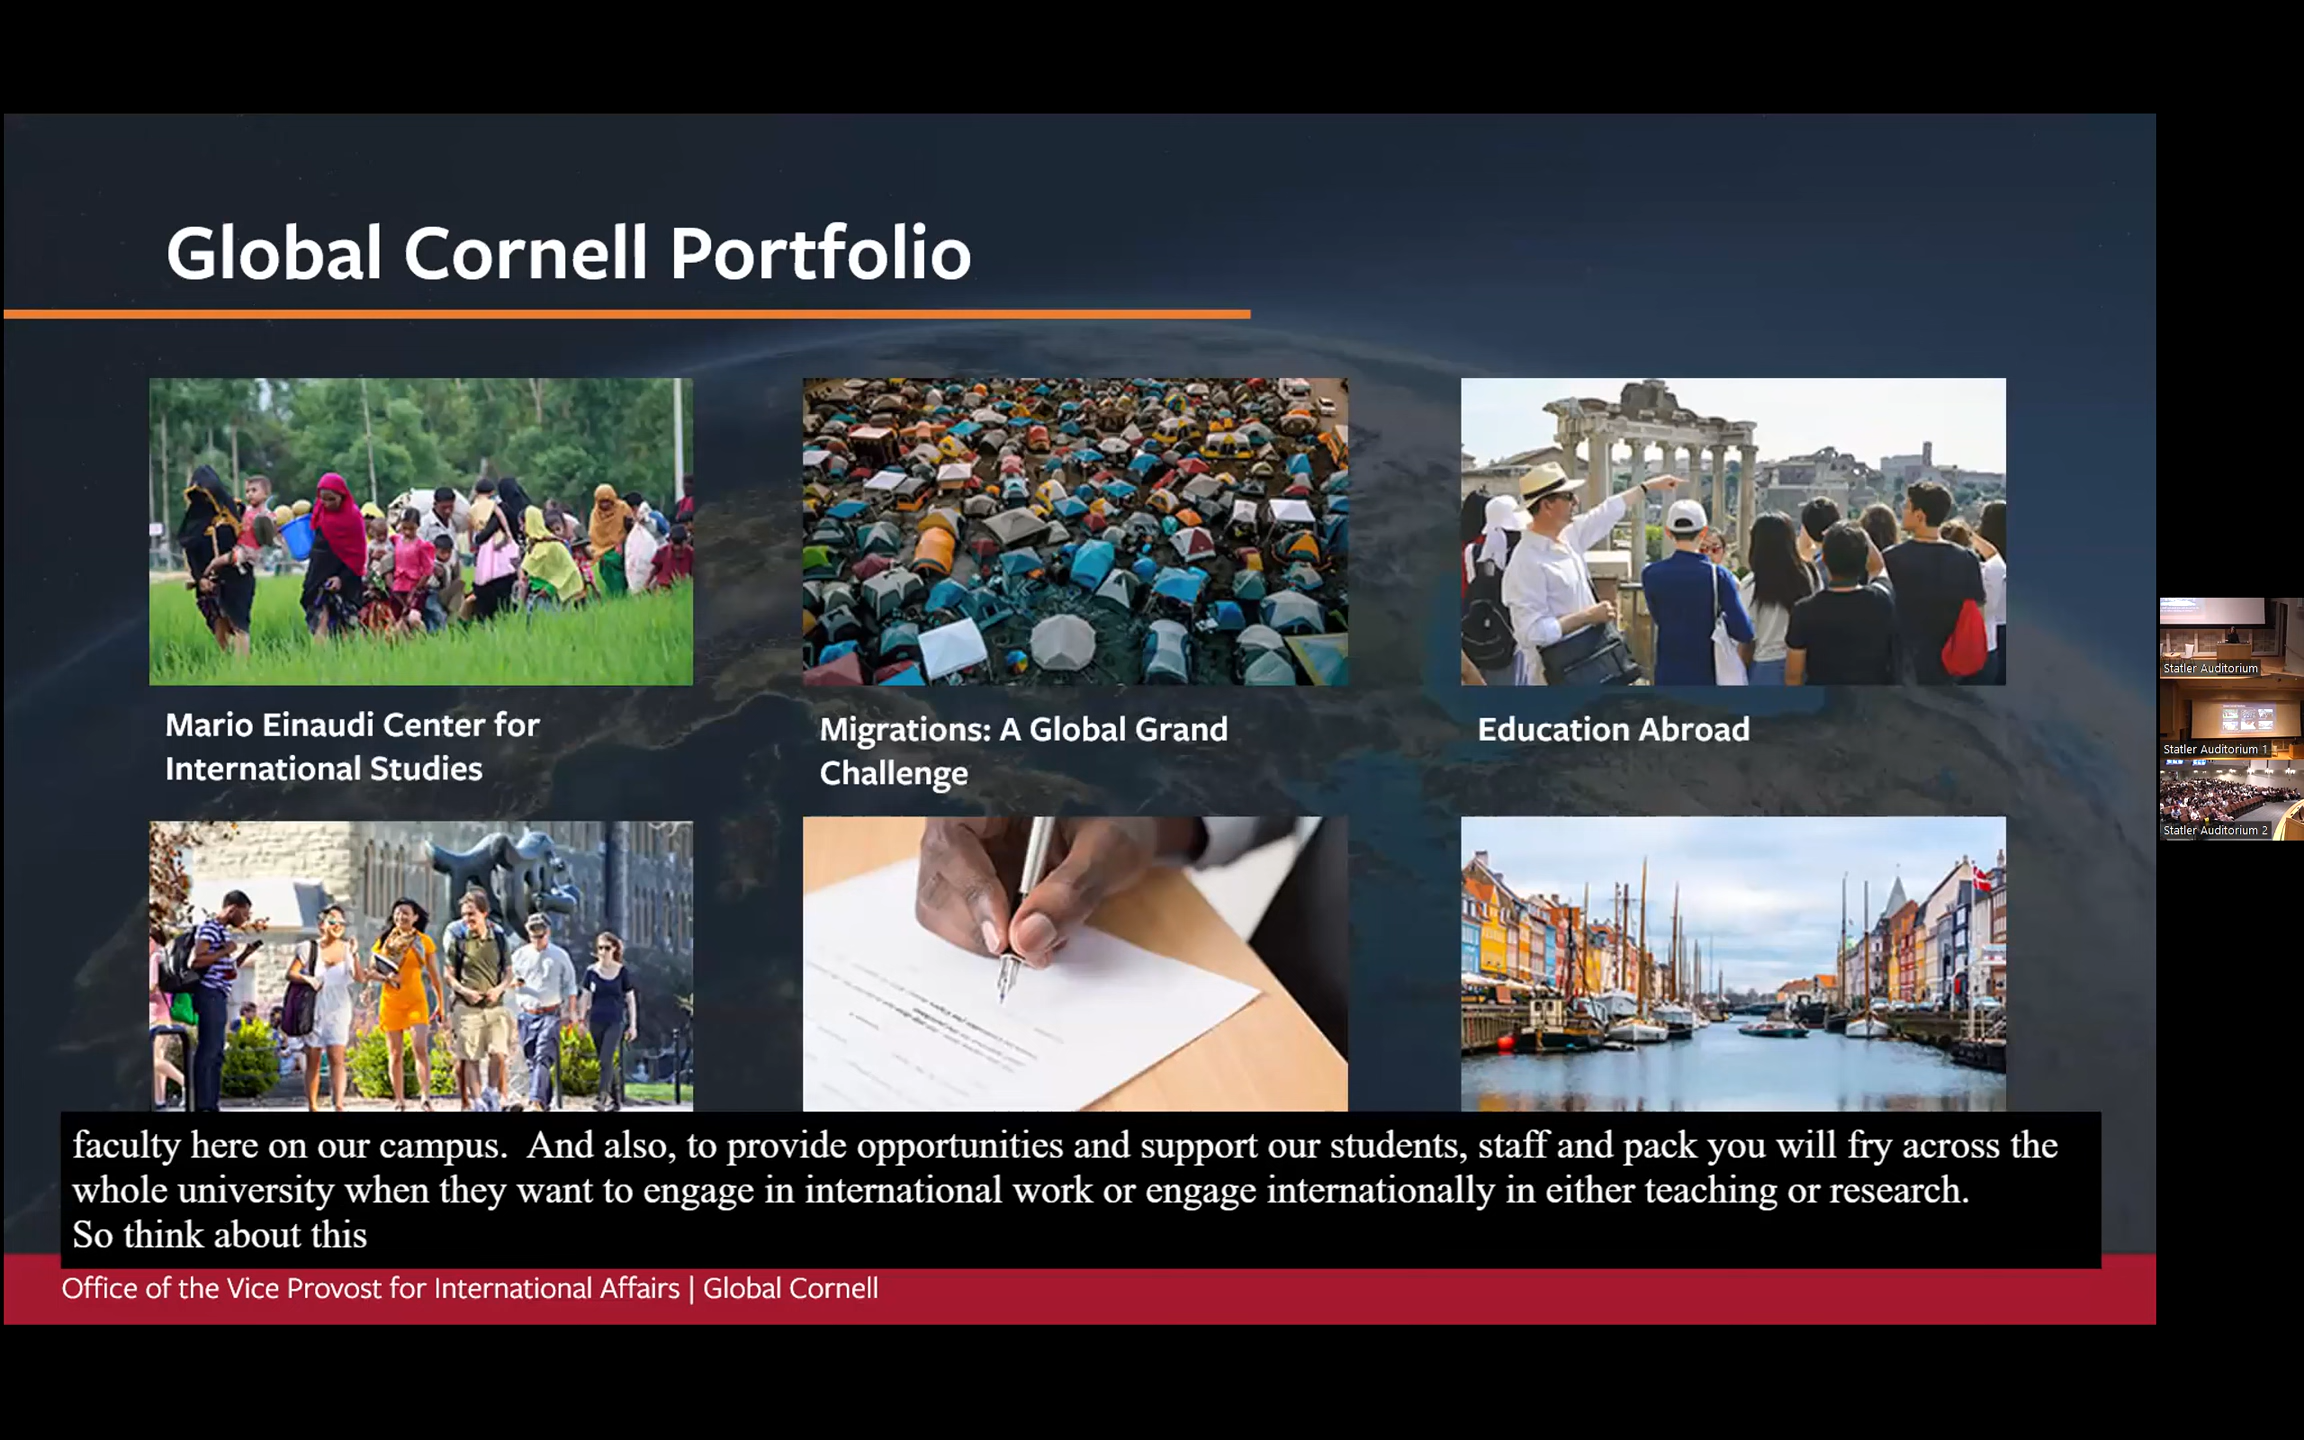 Global Cornell Portfolio
Mario Einaudi Center for
International Studies
Migrations: A Global Grand
Challenge
Education Abroad
faculty here on our campus.  And also, to provide opportunities and support our students, staff and pack you will fry across the
whole university when they want to engage in international work or engage internationally in either teaching or research.
So think about this
Office of the Vice Provost for International Affairs | Global Cornell
Statler Auditorium
Statler Auditorium 1
Statler Auditorium 2